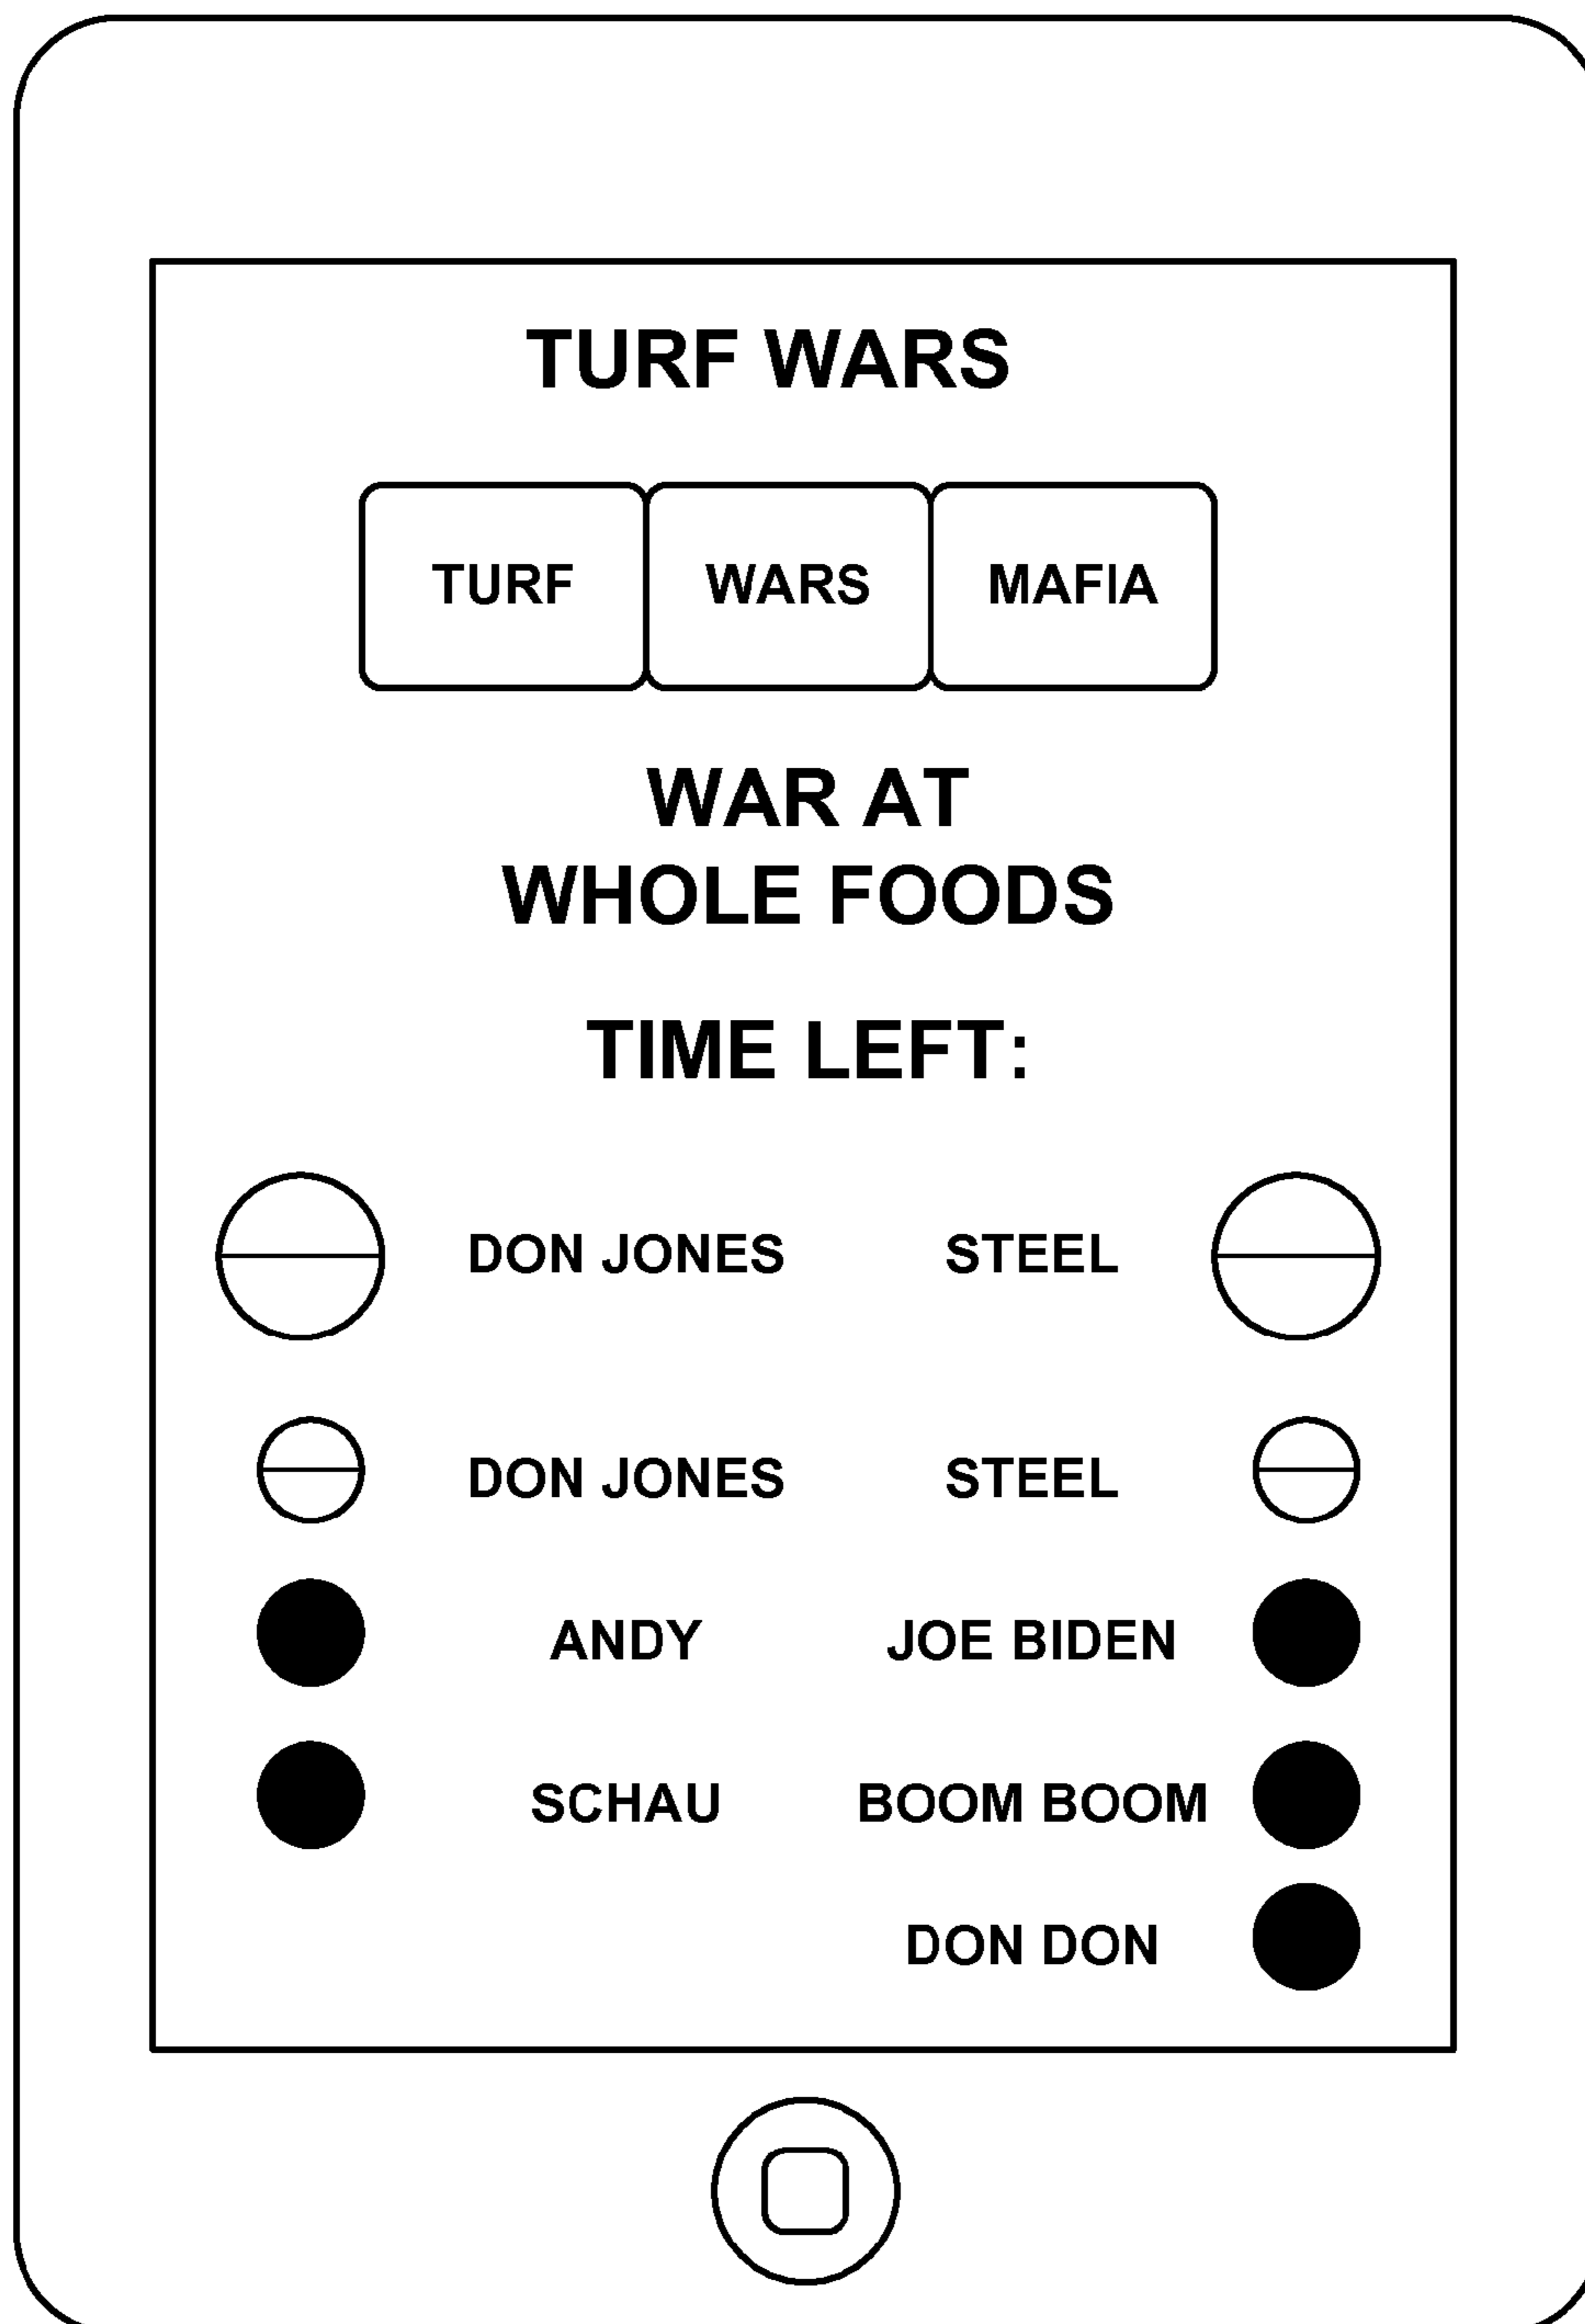 TURF WARS
TURF WARS MAFIA
WAR AT
WHOLE FOODS
TIME LEFT:
DON JONES STEEL
DON JONES STEEL
ANDY JOE BIDEN
SCHAU BOOM BOOM
DON DON